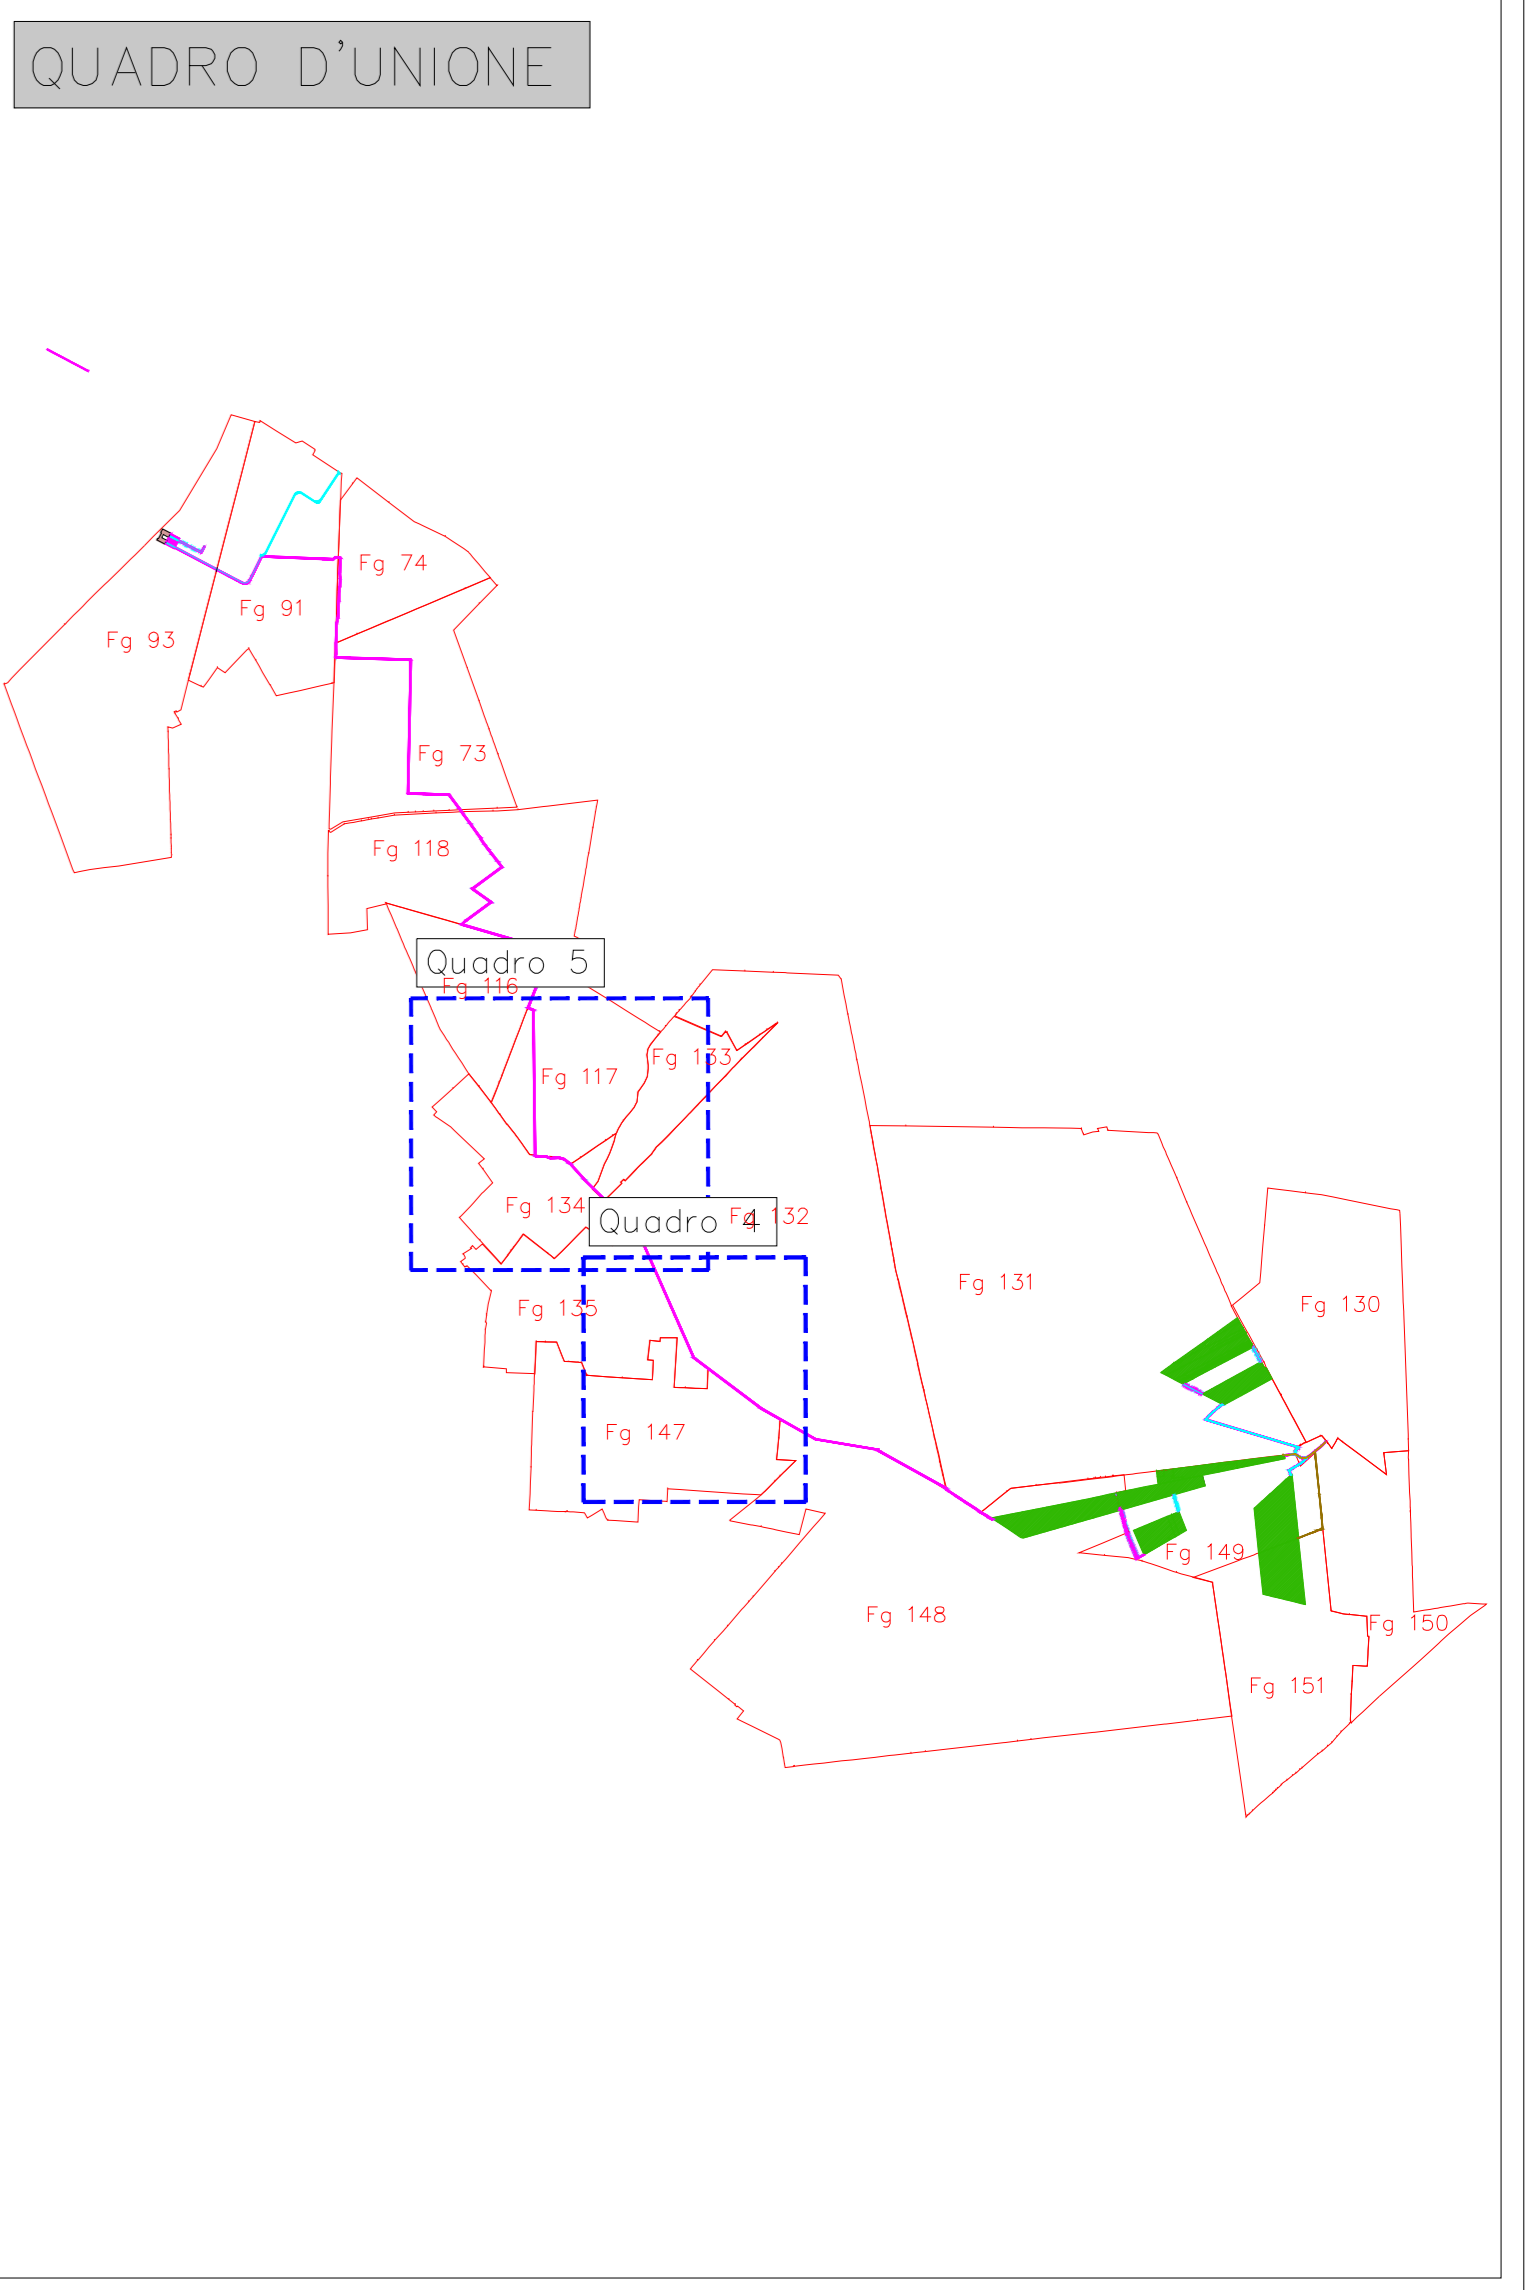 QUADRO D'UNIONE
Fg 74
Fg 91
Fg 93
Fg 73
Fg 118
Quadro 5
Fg 116
Fg 133
Fg 117
Fg 134
Quadro 4
Fg 132
Fg 131
Fg 130
Fg 135
Fg 147
Fg 149
Fg 148
Fg 150
Fg 151